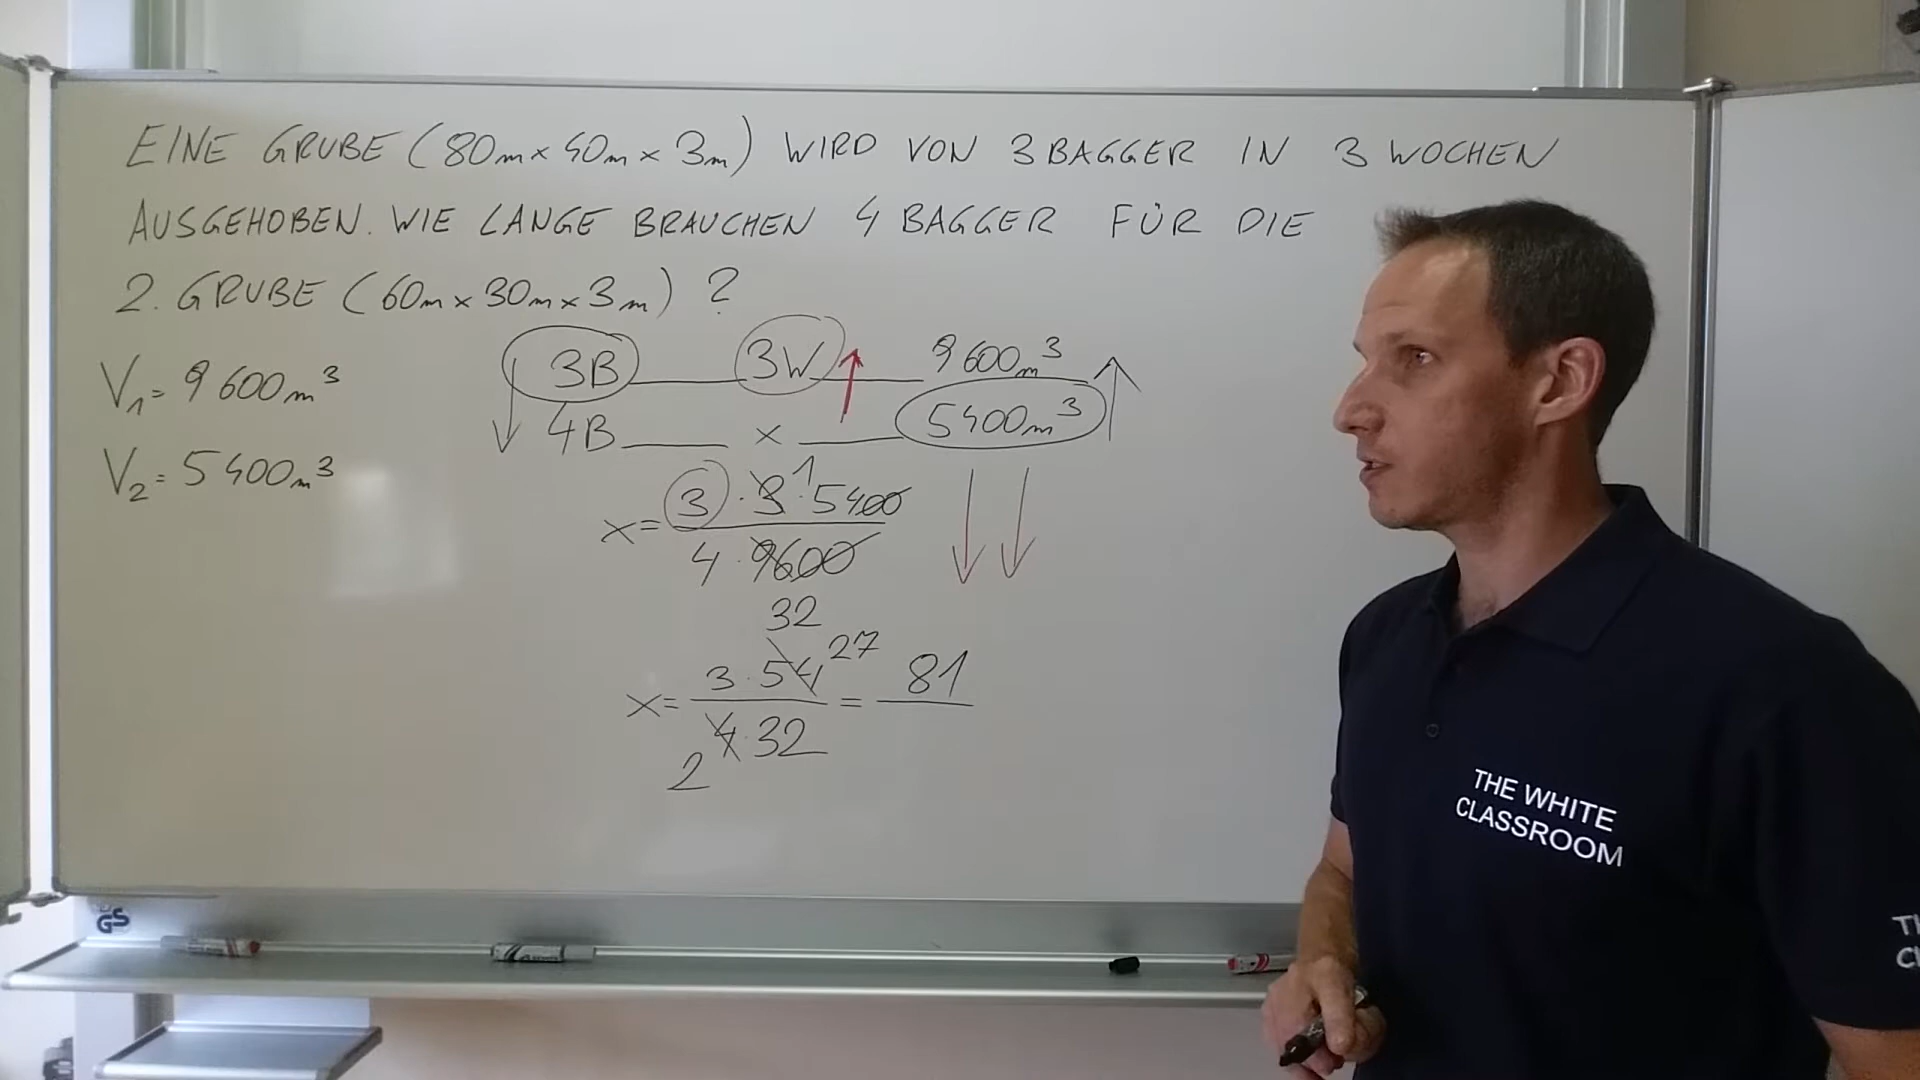 EINE GRUBE (80m x 40m x 3m) WIRD VON 3 BAGGER IN 3 WOCHEN
AUSGEHOBEN. WIE LANGE BRAUCHEN 4 BAGGER FÜR DIE
2. GRUBE (60m x 30m x 3m) ?
V₁ = 9600m³
V₂ = 5400m³
3B 3W 9600m³
4B x 5400m³
x = 3 · 3 1 · 5400
4 · 9600
32
x = 3 · 54 27 = 81
4 · 32
2
THE WHITE
CLASSROOM
GS